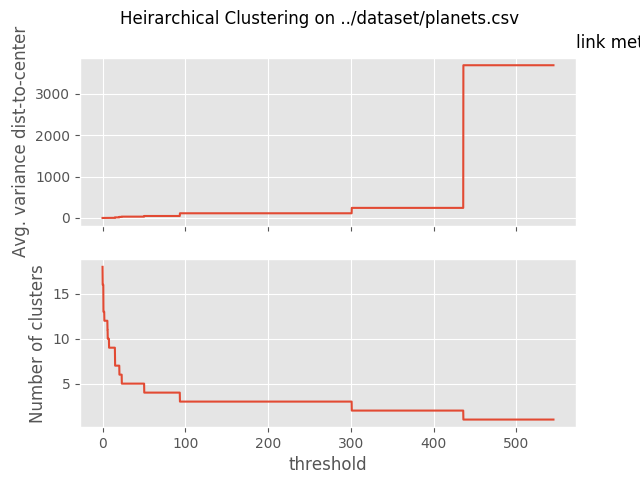 Heirarchical Clustering on ../dataset/planets.csv
link met
Avg. variance dist-to-center
3000
2000
1000
0
Number of clusters
15
10
5
0
100
200
300
400
500
threshold